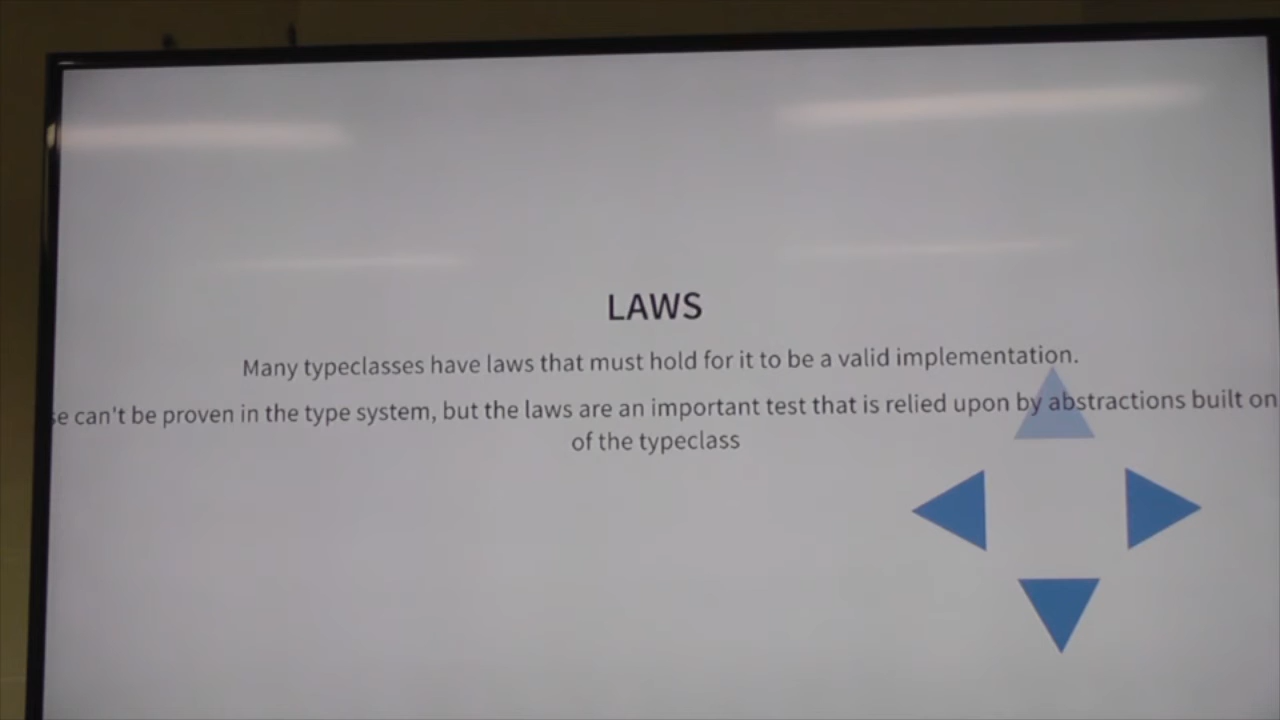 LAWS
Many typeclasses have laws that must hold for it to be a valid implementation.
can't be proven in the type system, but the laws are an important test that is relied upon by abstractions built on
of the typeclass